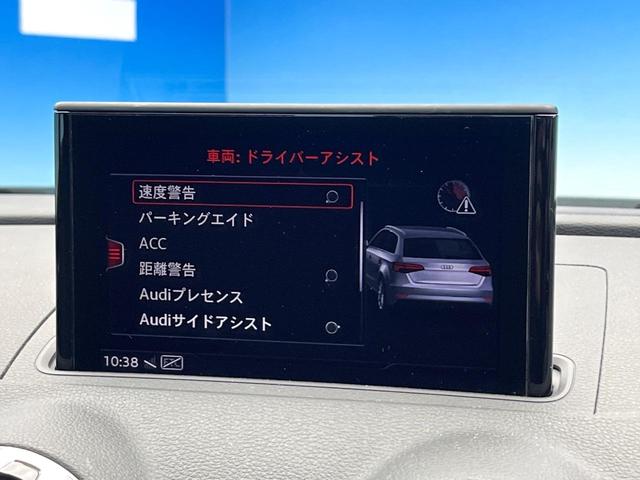 車両: ドライバーアシスト
速度警告
パーキングエイド
ACC
距離警告
Audiプレセンス
Audiサイドアシスト
10:38 ETC